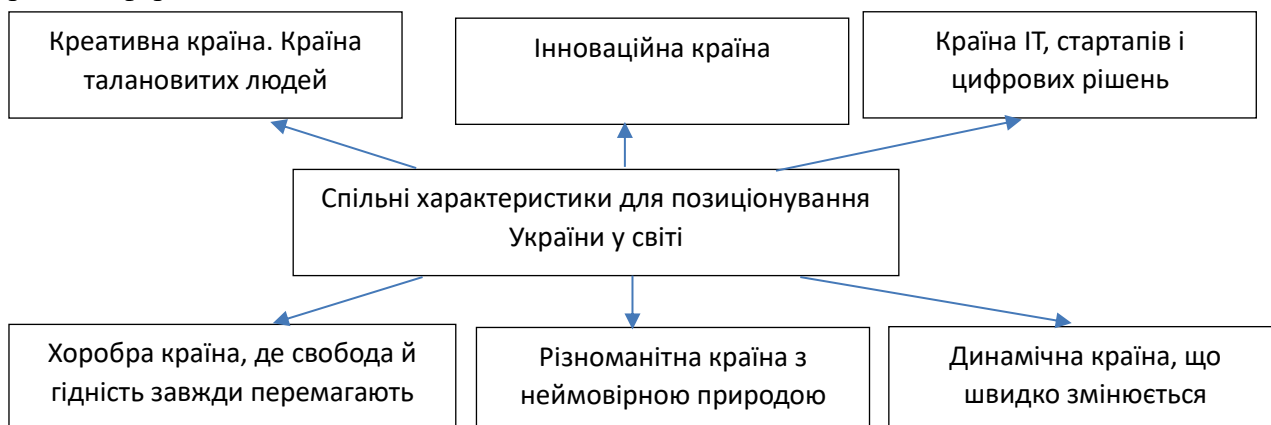 Креативна країна. Країна
талановитих людей
Інноваційна країна
Країна ІТ, стартапів і
цифрових рішень
Спільні характеристики для позиціонування
України у світі
Хоробра країна, де свобода й
гідність завжди перемагають
Різноманітна країна з
неймовірною природою
Динамічна країна, що
швидко змінюється